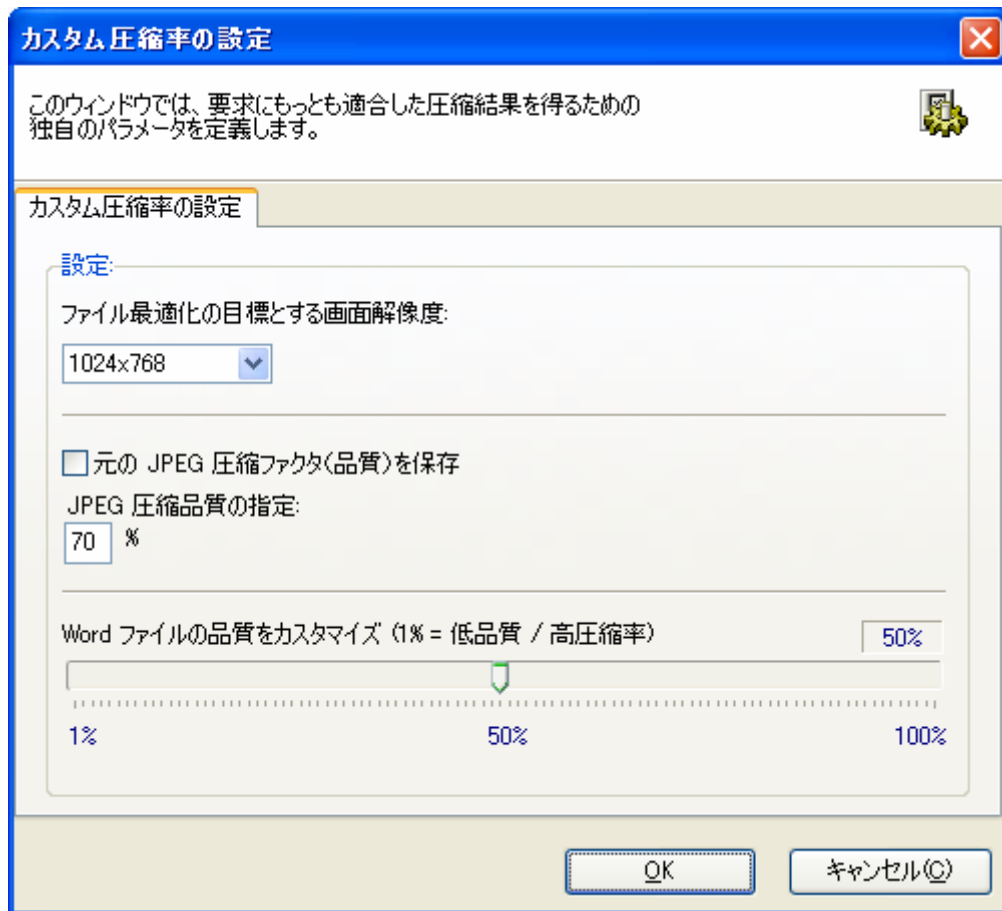 カスタム圧縮率の設定
このウィンドウでは、要求にもっとも適合した圧縮結果を得るための
独自のパラメータを定義します。
カスタム圧縮率の設定
設定:
ファイル最適化の目標とする画面解像度:
1024x768
元の JPEG 圧縮ファクタ(品質)を保存
JPEG 圧縮品質の指定:
70 %
Word ファイルの品質をカスタマイズ (1% = 低品質 / 高圧縮率) 50%
1% 50% 100%
OK キャンセル(C)